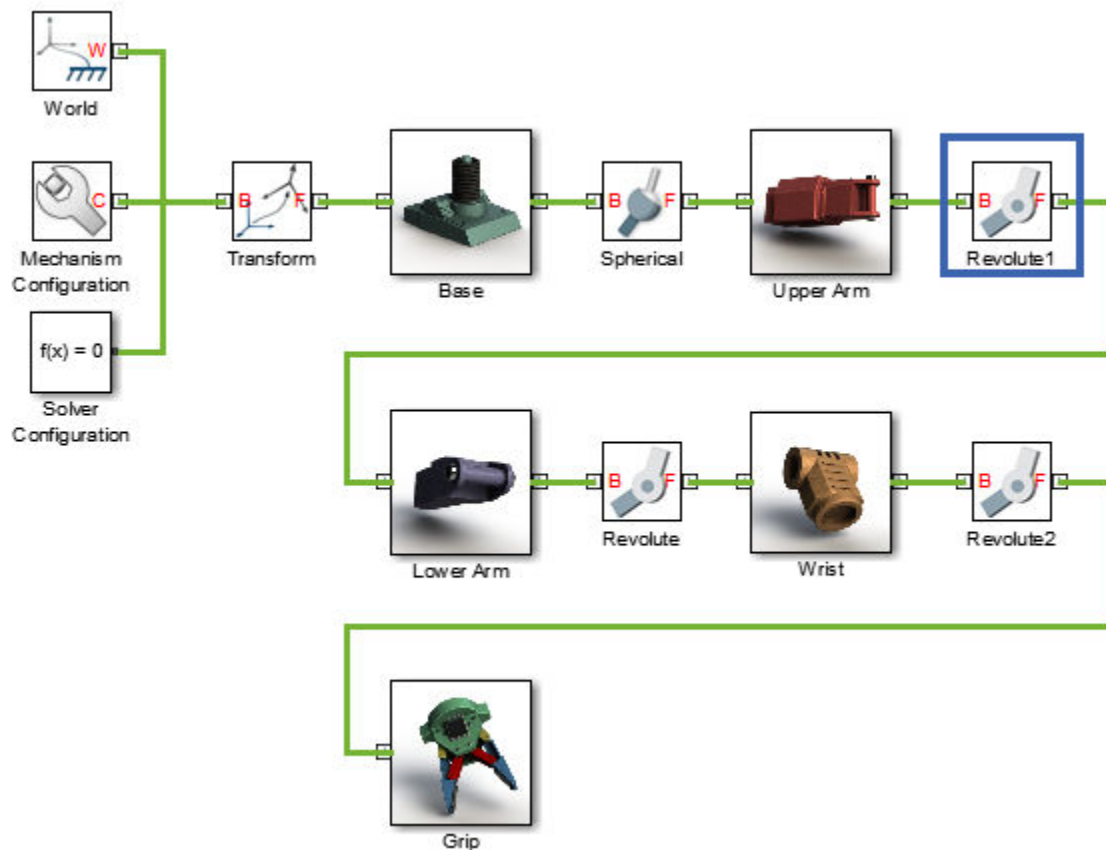 W
World
C
Mechanism
Configuration
f(x) = 0
Solver
Configuration
B F
Transform
Base
B F
Spherical
Upper Arm
B F
Revolute1
Lower Arm
B F
Revolute
Wrist
B F
Revolute2
Grip